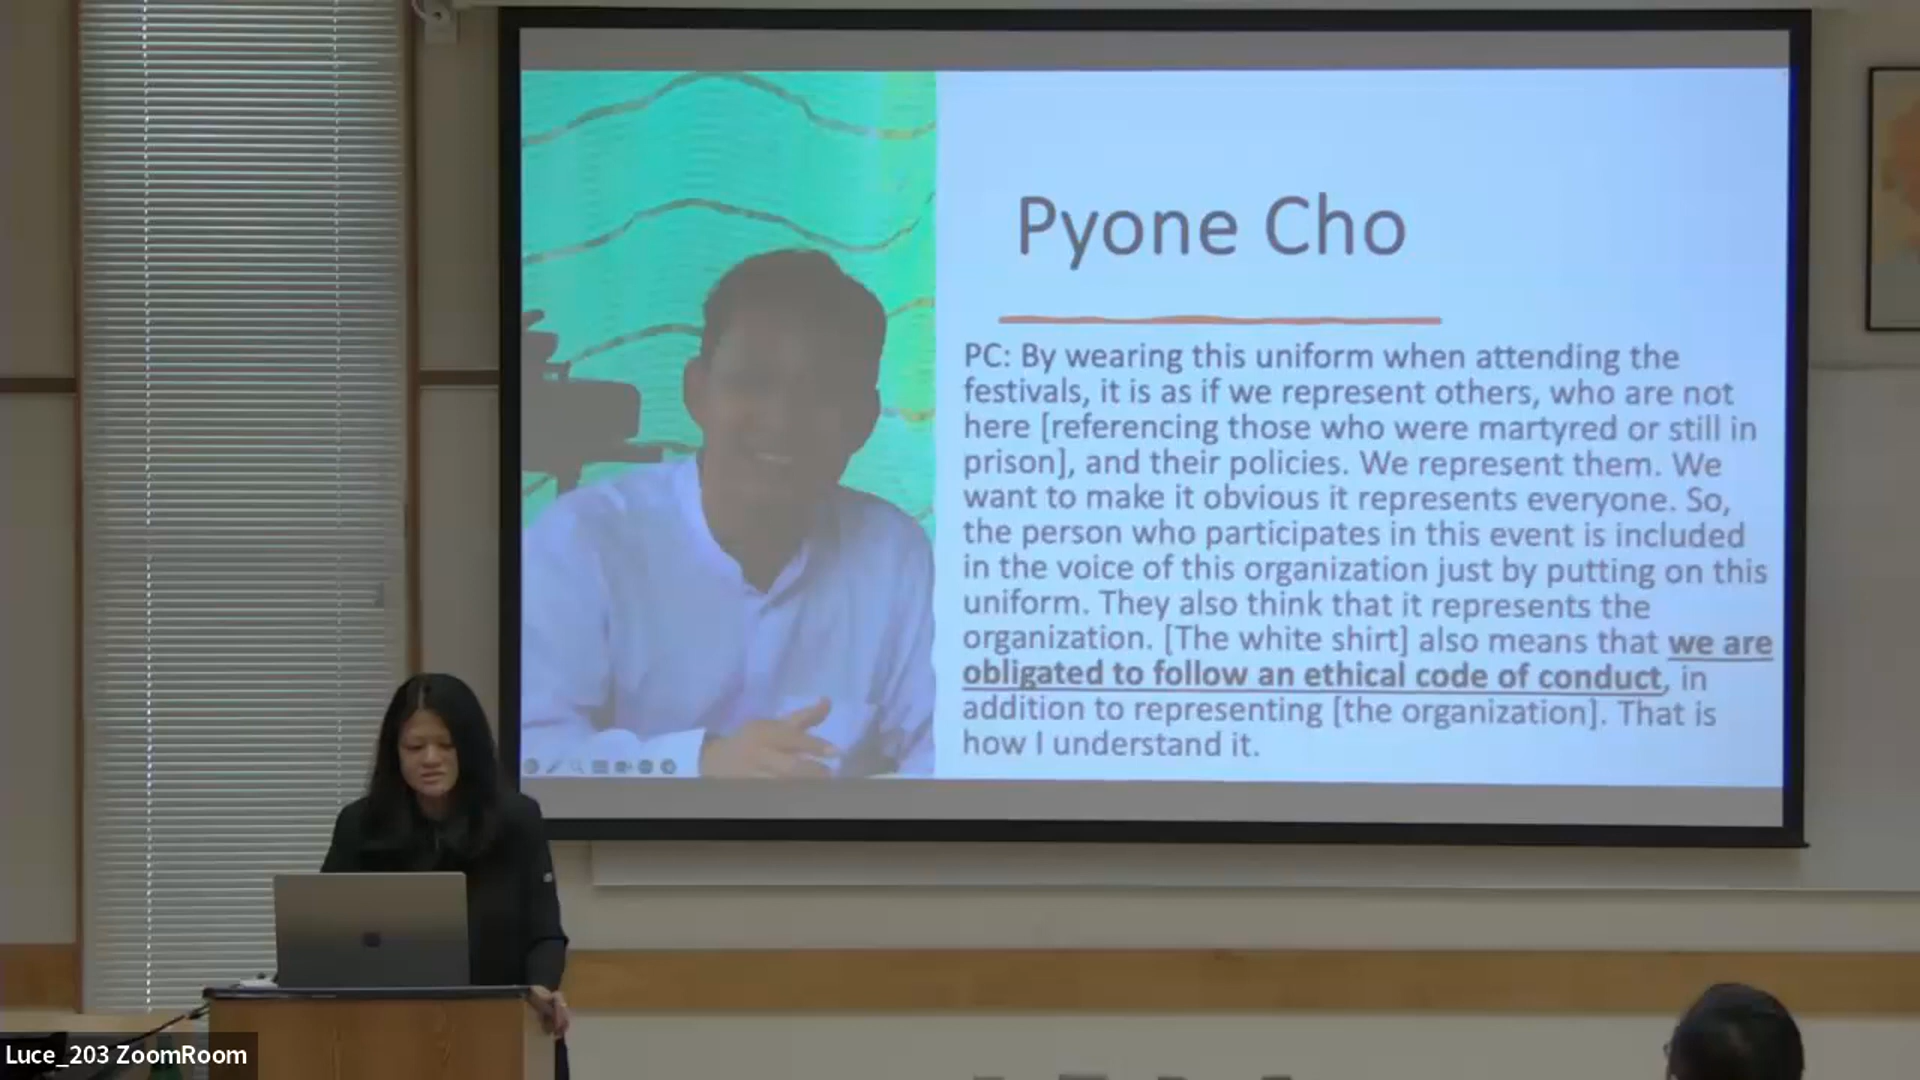 Pyone Cho
PC: By wearing this uniform when attending the
festivals, it is as if we represent others, who are not
here [referencing those who were martyred or still in
prison], and their policies. We represent them. We
want to make it obvious it represents everyone. So,
the person who participates in this event is included
in the voice of this organization just by putting on this
uniform. They also think that it represents the
organization. [The white shirt] also means that we are
obligated to follow an ethical code of conduct, in
addition to representing [the organization]. That is
how I understand it.
Luce_203 ZoomRoom